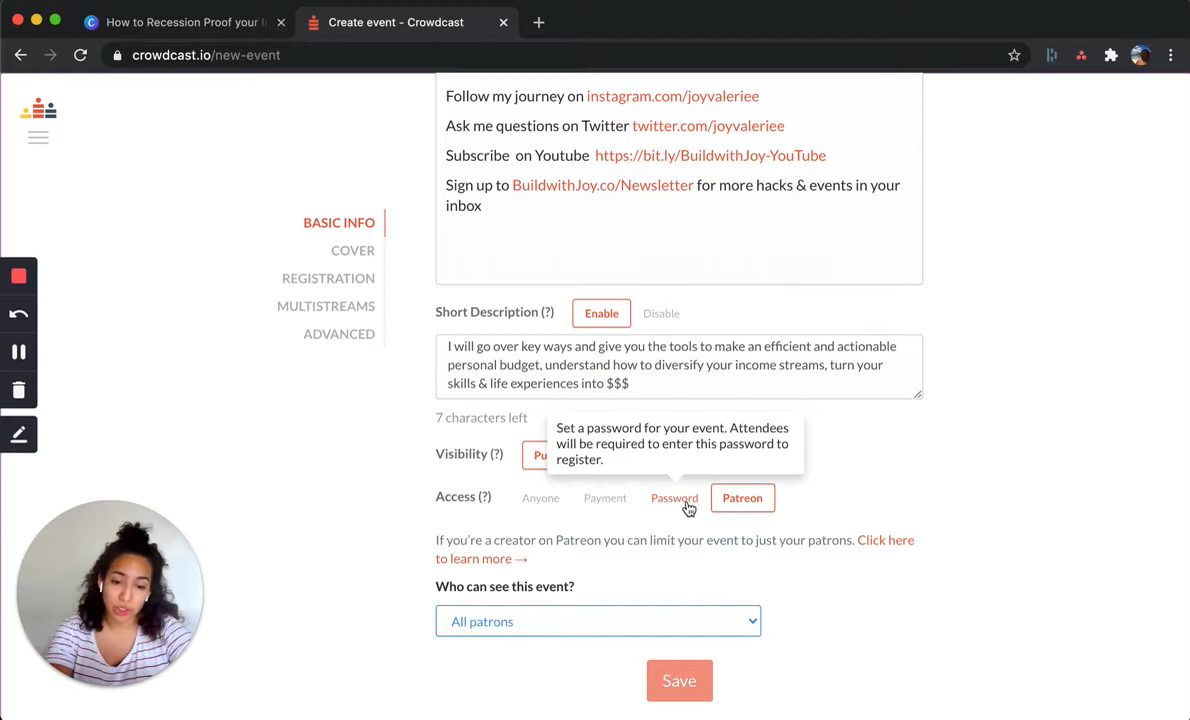 How to Recession Proof your I
Create event - Crowdcast
crowdcast.io/new-event
Follow my journey on instagram.com/joyvaleriee
Ask me questions on Twitter twitter.com/joyvaleriee
Subscribe on Youtube https://bit.ly/BuildwithJoy-YouTube
Sign up to BuildwithJoy.co/Newsletter for more hacks & events in your
inbox
BASIC INFO
COVER
REGISTRATION
MULTISTREAMS
ADVANCED
Short Description (?) Enable Disable
I will go over key ways and give you the tools to make an efficient and actionable
personal budget, understand how to diversify your income streams, turn your
skills & life experiences into $$$
7 characters left
Set a password for your event. Attendees
will be required to enter this password to
register.
Visibility (?) Pu
Access (?) Anyone Payment Password Patreon
If you're a creator on Patreon you can limit your event to just your patrons. Click here
to learn more →
Who can see this event?
All patrons
Save